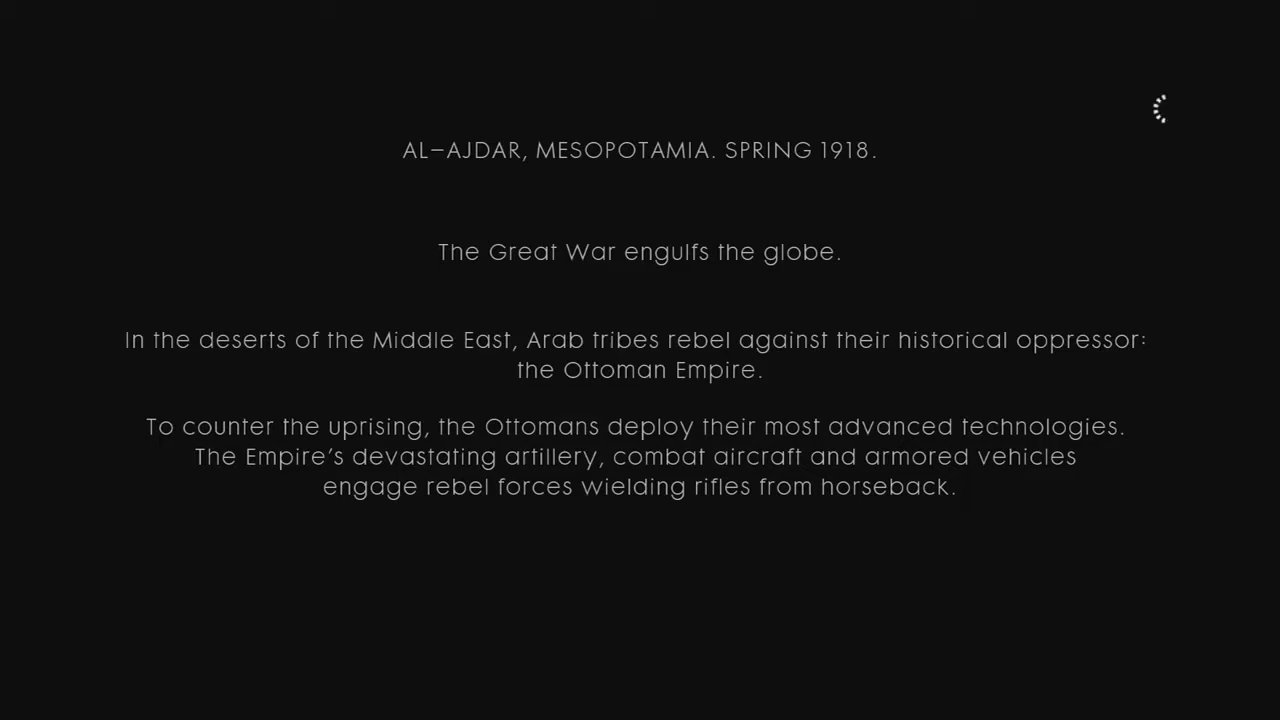 AL–AJDAR, MESOPOTAMIA. SPRING 1918.
The Great War engulfs the globe.
In the deserts of the Middle East, Arab tribes rebel against their historical oppressor:
the Ottoman Empire.
To counter the uprising, the Ottomans deploy their most advanced technologies.
The Empire’s devastating artillery, combat aircraft and armored vehicles
engage rebel forces wielding rifles from horseback.